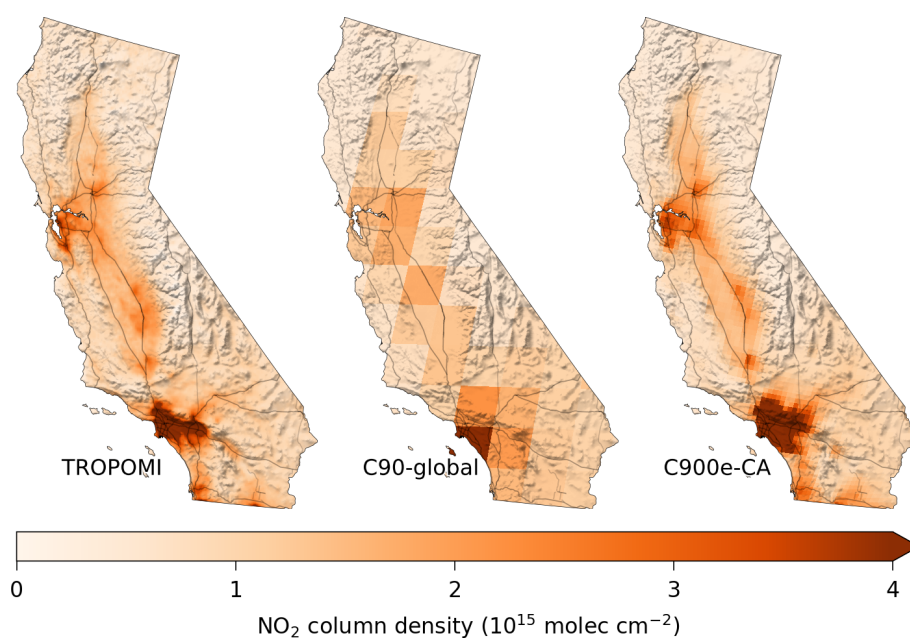 TROPOMI C90-global C900e-CA
0 1 2 3 4
NO₂ column density (10¹⁵ molec cm⁻²)